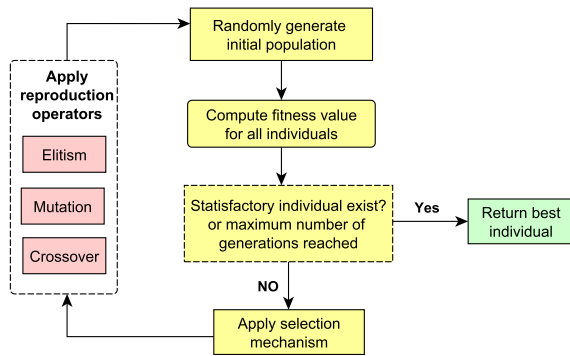 Randomly generate
initial population
Apply
reproduction
operators
Elitism
Mutation
Crossover
Compute fitness value
for all individuals
Statisfactory individual exist?
or maximum number of
generations reached
Yes
Return best
individual
NO
Apply selection
mechanism